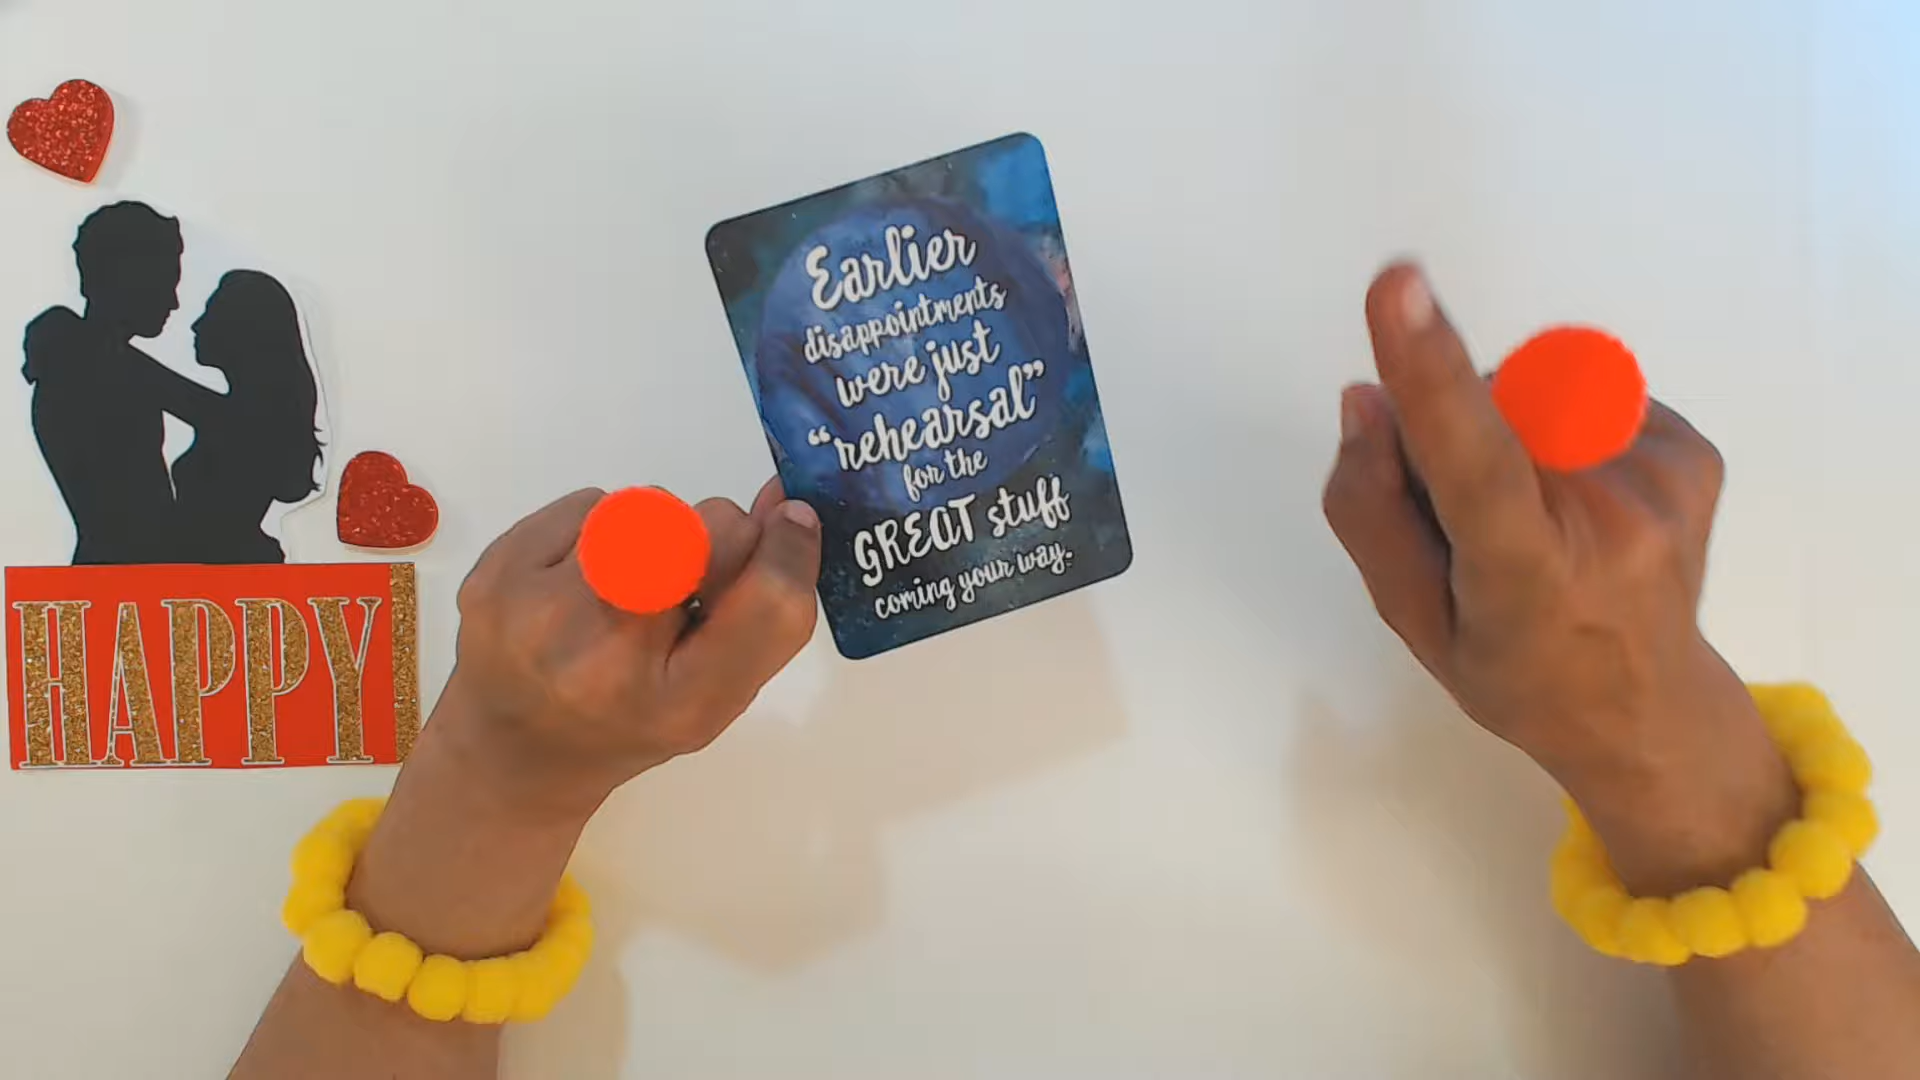 Earlier
disappointments
were just
“rehearsal”
for the
GREAT stuff
coming your way.
HAPPY